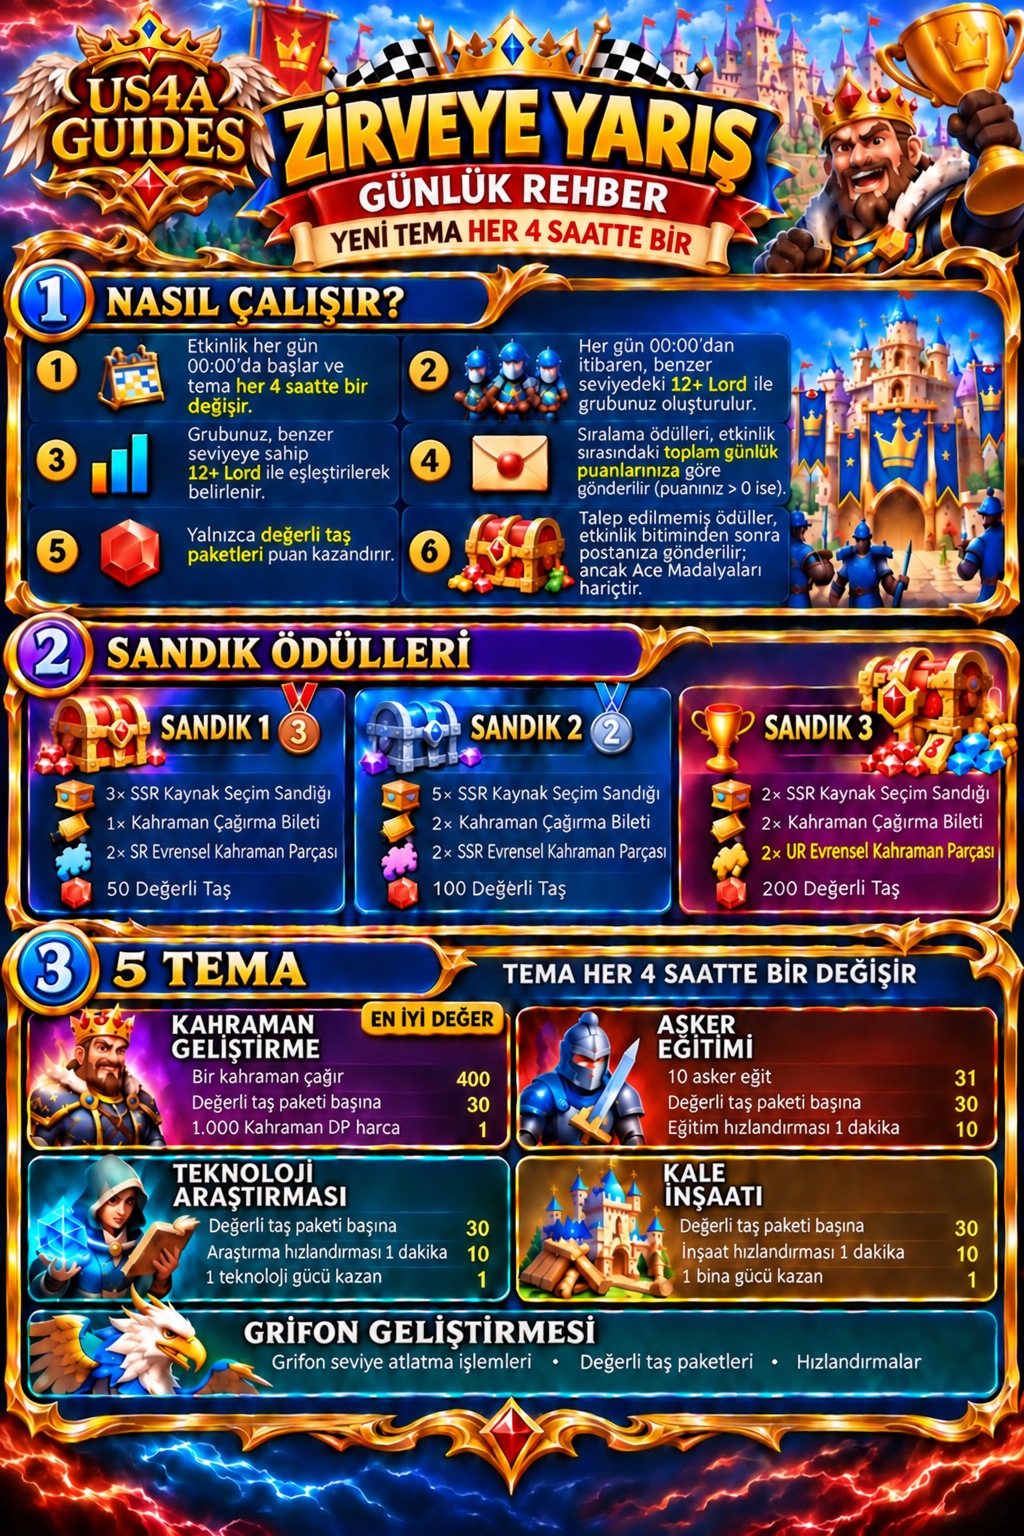 US4A
GUIDES
ZİRVEYE YARIŞ
GÜNLÜK REHBER
YENİ TEMA HER 4 SAATTE BİR
1
NASIL ÇALIŞIR?
1
Etkinlik her gün
00:00'da başlar ve
tema her 4 saatte bir
değişir.
2
Her gün 00:00'dan
itibaren, benzer
seviyedeki 12+ Lord ile
grubunuz oluşturulur.
3
Grubunuz, benzer
seviyeye sahip
12+ Lord ile eşleştirilerek
belirlenir.
4
Sıralama ödülleri, etkinlik
sırasındaki toplam günlük
puanlarınıza göre
gönderilir (puanınız > 0 ise).
5
Yalnızca değerli taş
paketleri puan kazandırır.
6
Talep edilmemiş ödüller,
etkinlik bitiminden sonra
postanıza gönderilir;
ancak Ace Madalyaları
hariçtir.
2
SANDIK ÖDÜLLERİ
SANDIK 1
3
3× SSR Kaynak Seçim Sandığı
1× Kahraman Çağırma Bileti
2× SR Evrensel Kahraman Parçası
50 Değerli Taş
SANDIK 2
2
5× SSR Kaynak Seçim Sandığı
2× Kahraman Çağırma Bileti
2× SSR Evrensel Kahraman Parçası
100 Değerli Taş
SANDIK 3
8
2× SSR Kaynak Seçim Sandığı
2× Kahraman Çağırma Bileti
2× UR Evrensel Kahraman Parçası
200 Değerli Taş
3
5 TEMA
TEMA HER 4 SAATTE BİR DEĞİŞİR
KAHRAMAN
GELİŞTİRME
EN İYİ DEĞER
Bir kahraman çağır 400
Değerli taş paketi başına 30
1.000 Kahraman DP harca 1
ASKER
EĞİTİMİ
10 asker eğit 31
Değerli taş paketi başına 30
Eğitim hızlandırması 1 dakika 10
TEKNOLOJİ
ARAŞTIRMASI
Değerli taş paketi başına 30
Araştırma hızlandırması 1 dakika 10
1 teknoloji gücü kazan 1
KALE
İNŞAATI
Değerli taş paketi başına 30
İnşaat hızlandırması 1 dakika 10
1 bina gücü kazan 1
GRİFON GELİŞTİRMESİ
Grifon seviye atlatma işlemleri • Değerli taş paketleri • Hızlandırmalar